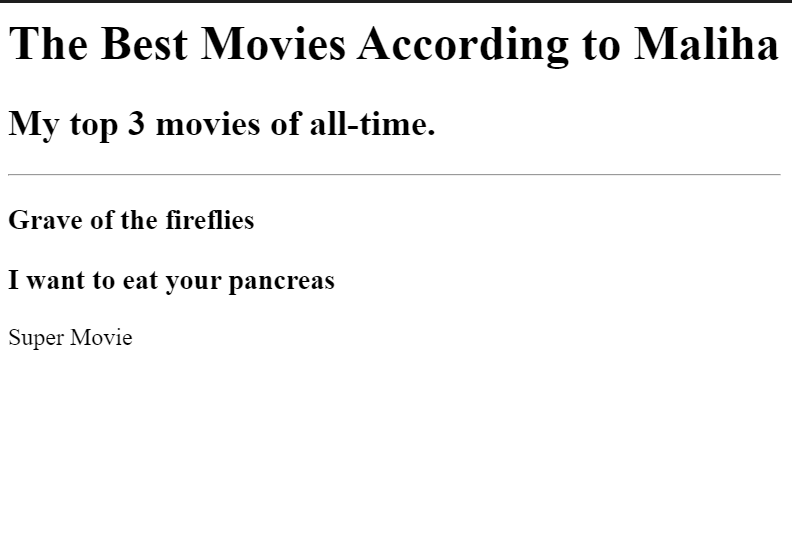 The Best Movies According to Maliha
My top 3 movies of all-time.
Grave of the fireflies
I want to eat your pancreas
Super Movie